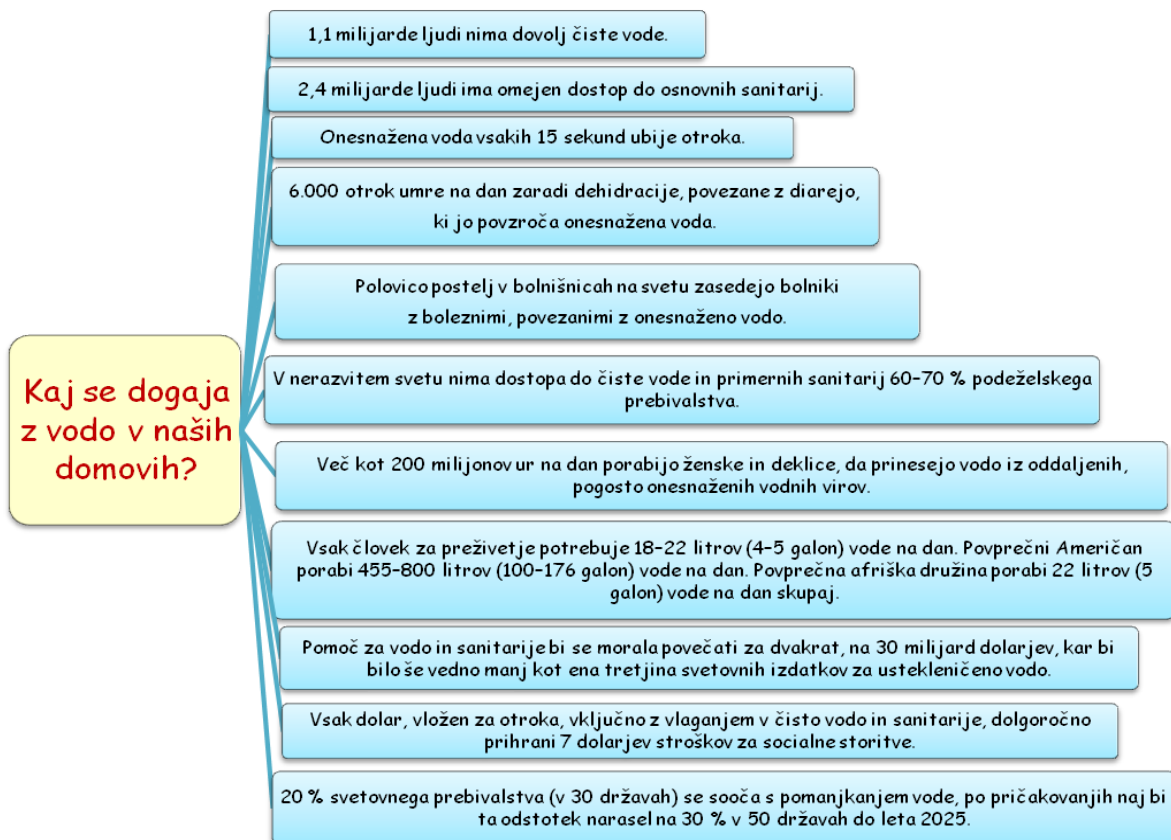 Kaj se dogaja
z vodo v naših
domovih?
1,1 milijarde ljudi nima dovolj čiste vode.
2,4 milijarde ljudi ima omejen dostop do osnovnih sanitarij.
Onesnažena voda vsakih 15 sekund ubije otroka.
6.000 otrok umre na dan zaradi dehidracije, povezane z diarejo,
ki jo povzroča onesnažena voda.
Polovico postelj v bolnišnicah na svetu zasedejo bolniki
z boleznimi, povezanimi z onesnaženo vodo.
V nerazvitem svetu nima dostopa do čiste vode in primernih sanitarij 60–70 % podeželskega
prebivalstva.
Več kot 200 milijonov ur na dan porabijo ženske in deklice, da prinesejo vodo iz oddaljenih,
pogosto onesnaženih vodnih virov.
Vsak človek za preživetje potrebuje 18–22 litrov (4–5 galon) vode na dan. Povprečni Američan
porabi 455–800 litrov (100–176 galon) vode na dan. Povprečna afriška družina porabi 22 litrov (5
galon) vode na dan skupaj.
Pomoč za vodo in sanitarije bi se morala povečati za dvakrat, na 30 milijard dolarjev, kar bi
bilo še vedno manj kot ena tretjina svetovnih izdatkov za ustekleničeno vodo.
Vsak dolar, vložen za otroka, vključno z vlaganjem v čisto vodo in sanitarije, dolgoročno
prihrani 7 dolarjev stroškov za socialne storitve.
20 % svetovnega prebivalstva (v 30 državah) se sooča s pomanjkanjem vode, po pričakovanjih naj bi
ta odstotek narasel na 30 % v 50 državah do leta 2025.